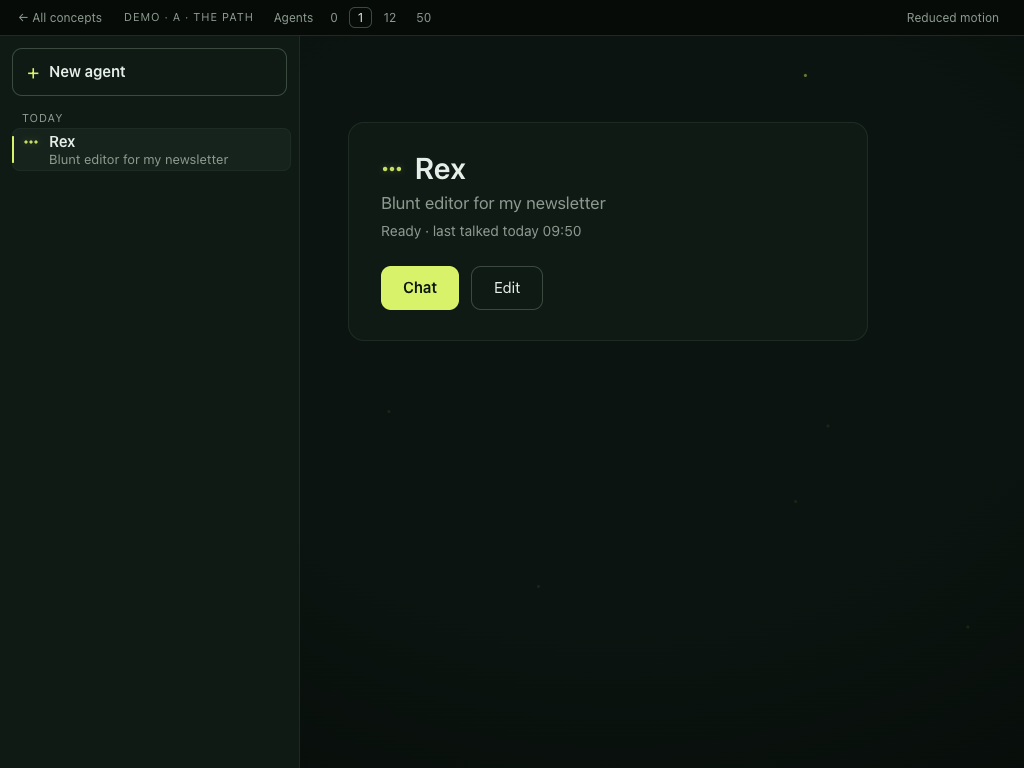 ← All concepts DEMO · A · THE PATH Agents 0 1 12 50 Reduced motion
+ New agent
TODAY
Rex
Blunt editor for my newsletter
Rex
Blunt editor for my newsletter
Ready · last talked today 09:50
Chat Edit